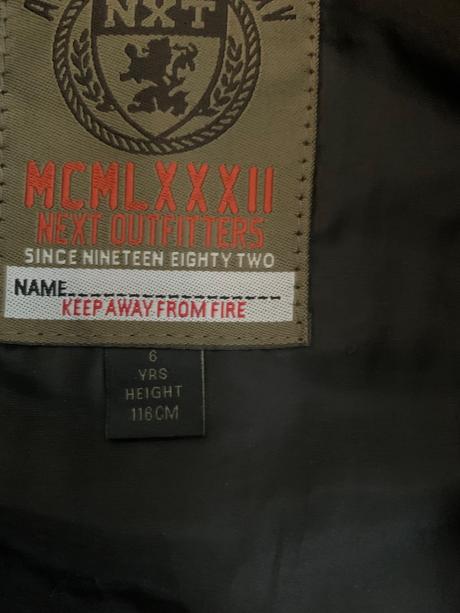 NXT
MCMLXXXII
NEXT OUTFITTERS
SINCE NINETEEN EIGHTY TWO
NAME
KEEP AWAY FROM FIRE
6
YRS
HEIGHT
116CM